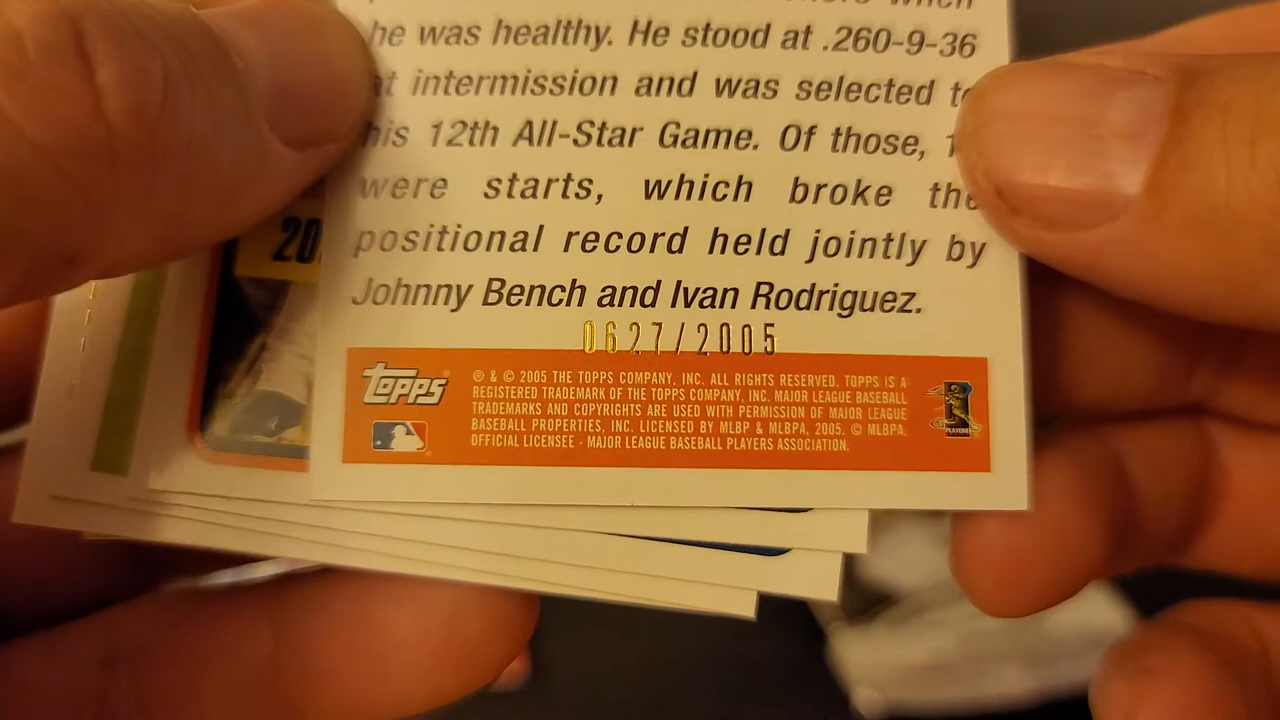 he was healthy. He stood at .260-9-36
at intermission and was selected to
his 12th All-Star Game. Of those,
were starts, which broke the
positional record held jointly by
Johnny Bench and Ivan Rodriguez.
0627/2005
20
topps
® & © 2005 THE TOPPS COMPANY, INC. ALL RIGHTS RESERVED. TOPPS IS A
REGISTERED TRADEMARK OF THE TOPPS COMPANY, INC. MAJOR LEAGUE BASEBALL
TRADEMARKS AND COPYRIGHTS ARE USED WITH PERMISSION OF MAJOR LEAGUE
BASEBALL PROPERTIES, INC. LICENSED BY MLBP & MLBPA, 2005. © MLBPA,
OFFICIAL LICENSEE - MAJOR LEAGUE BASEBALL PLAYERS ASSOCIATION.
PLAYERS